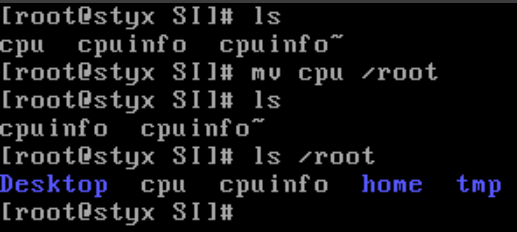 [root@styx SI]# ls
cpu  cpuinfo  cpuinfo~
[root@styx SI]# mv cpu /root
[root@styx SI]# ls
cpuinfo  cpuinfo~
[root@styx SI]# ls /root
Desktop  cpu  cpuinfo  home  tmp
[root@styx SI]#